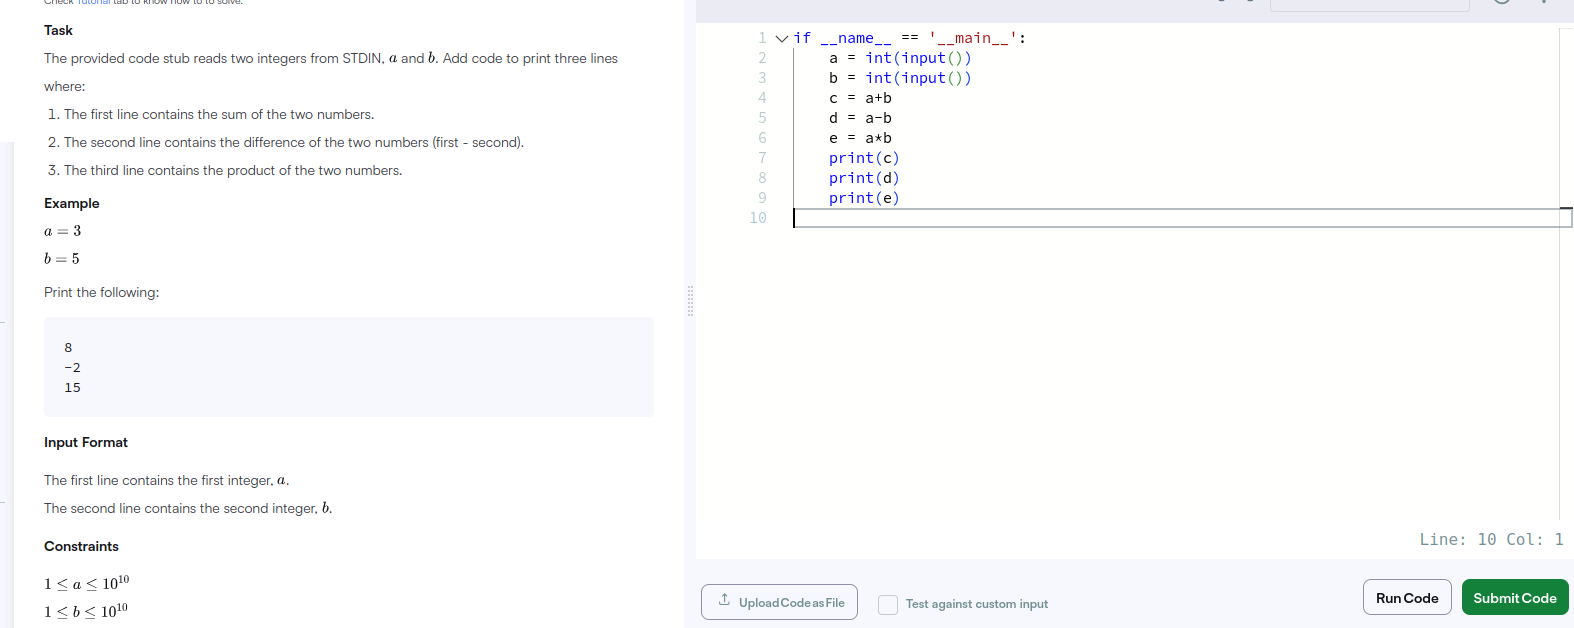 Check Tutorial tab to know how to to solve.
Task
The provided code stub reads two integers from STDIN, a and b. Add code to print three lines
where:
1. The first line contains the sum of the two numbers.
2. The second line contains the difference of the two numbers (first - second).
3. The third line contains the product of the two numbers.
Example
a = 3
b = 5
Print the following:
8
-2
15
Input Format
The first line contains the first integer, a.
The second line contains the second integer, b.
Constraints
1 ≤ a ≤ 10^10
1 ≤ b ≤ 10^10
1 if __name__ == '__main__':
2 a = int(input())
3 b = int(input())
4 c = a+b
5 d = a-b
6 e = a*b
7 print(c)
8 print(d)
9 print(e)
10
Line: 10 Col: 1
Upload Code as File
Test against custom input
Run Code
Submit Code